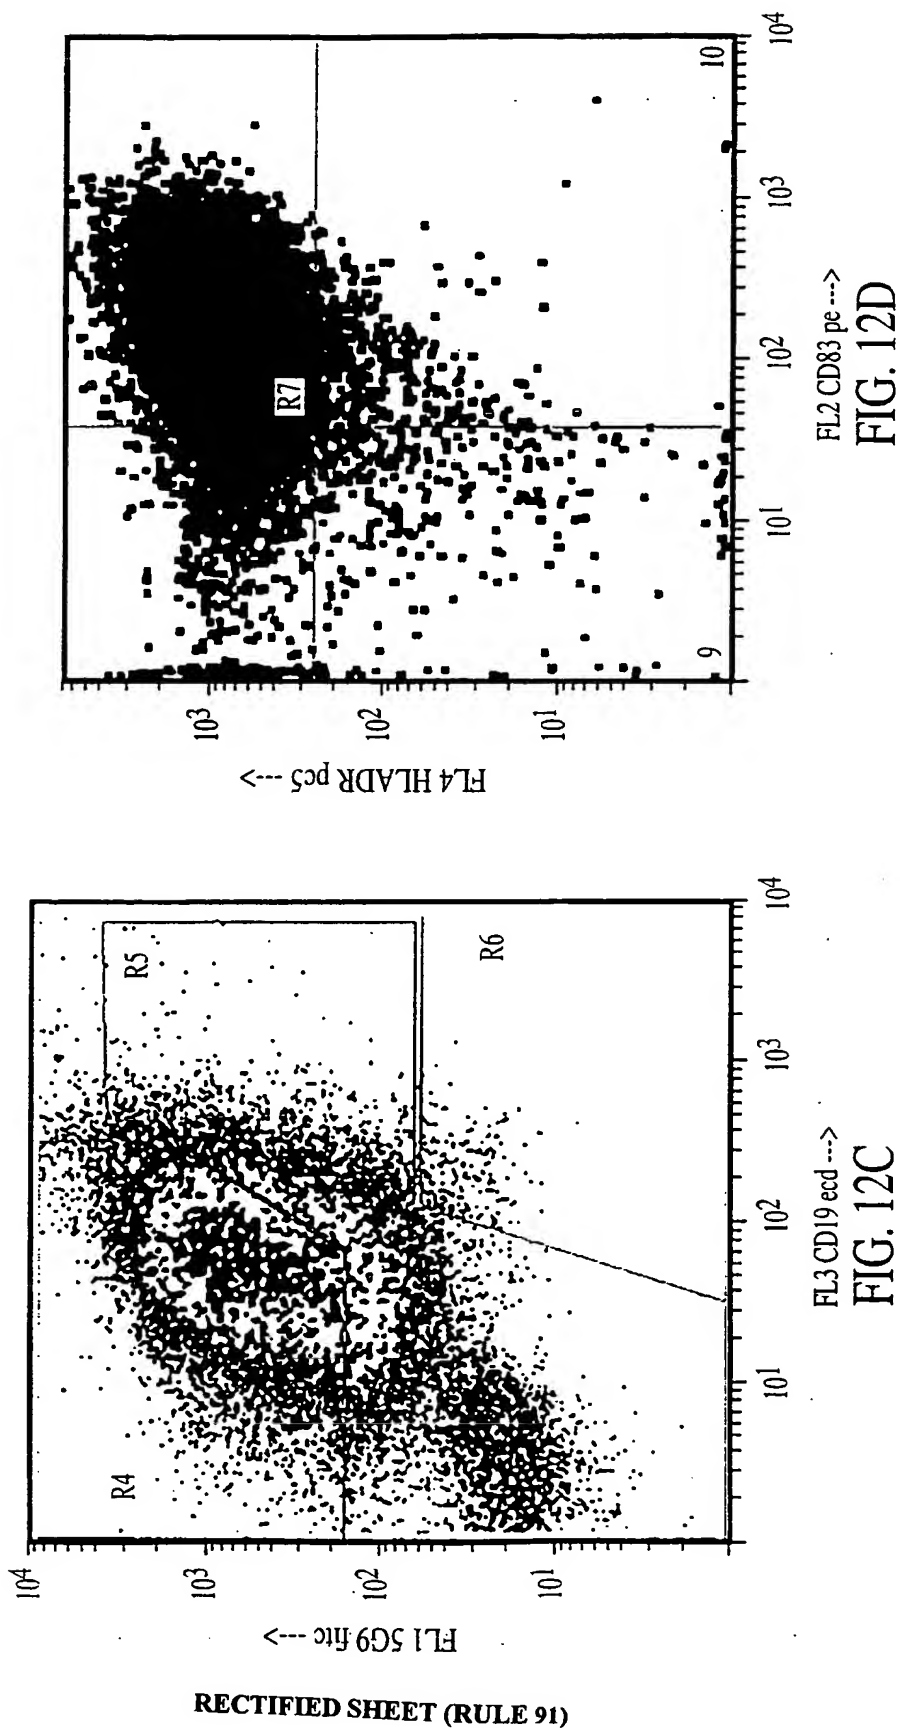 RECTIFIED SHEET (RULE 91)
FL1 5G9 fitc --->
10⁴
10³
10²
10¹
R4
R5
R6
10¹
10²
10³
10⁴
FL3 CD19 ecd --->
FIG. 12C
FL4 HLADR pc5 --->
10³
10²
10¹
R7
9
10
10¹
10²
10³
10⁴
FL2 CD83 pe --->
FIG. 12D